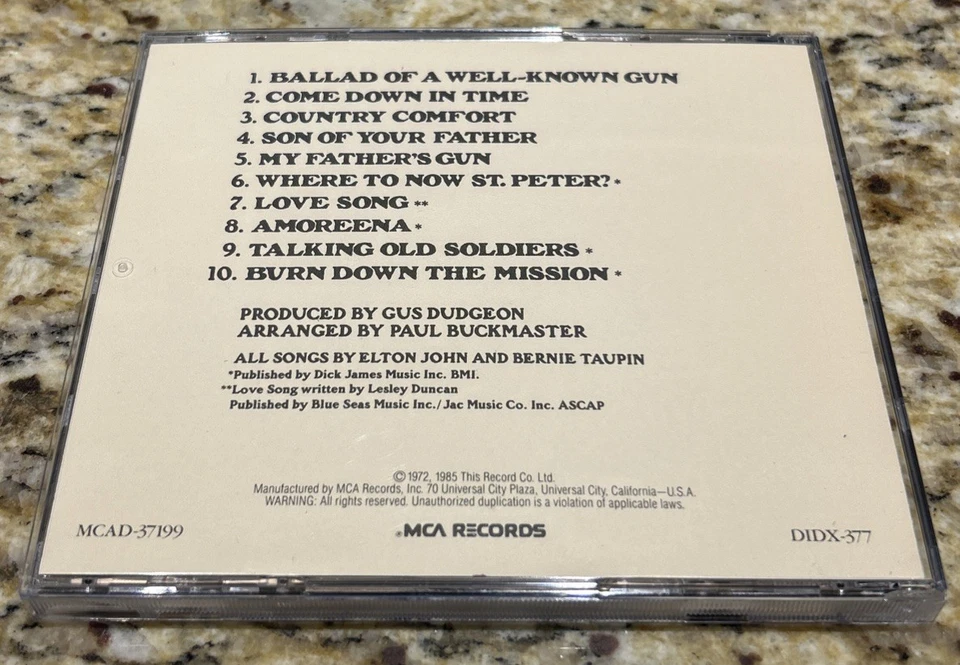 1. BALLAD OF A WELL-KNOWN GUN
2. COME DOWN IN TIME
3. COUNTRY COMFORT
4. SON OF YOUR FATHER
5. MY FATHER'S GUN
6. WHERE TO NOW ST. PETER? *
7. LOVE SONG **
8. AMOREENA *
9. TALKING OLD SOLDIERS *
10. BURN DOWN THE MISSION *
PRODUCED BY GUS DUDGEON
ARRANGED BY PAUL BUCKMASTER
ALL SONGS BY ELTON JOHN AND BERNIE TAUPIN
*Published by Dick James Music Inc. BMI.
**Love Song written by Lesley Duncan
Published by Blue Seas Music Inc./Jac Music Co. Inc. ASCAP
©1972, 1985 This Record Co. Ltd.
Manufactured by MCA Records, Inc. 70 Universal City Plaza, Universal City, California—U.S.A.
WARNING: All rights reserved. Unauthorized duplication is a violation of applicable laws.
MCAD-37199 MCA RECORDS DIDX-377